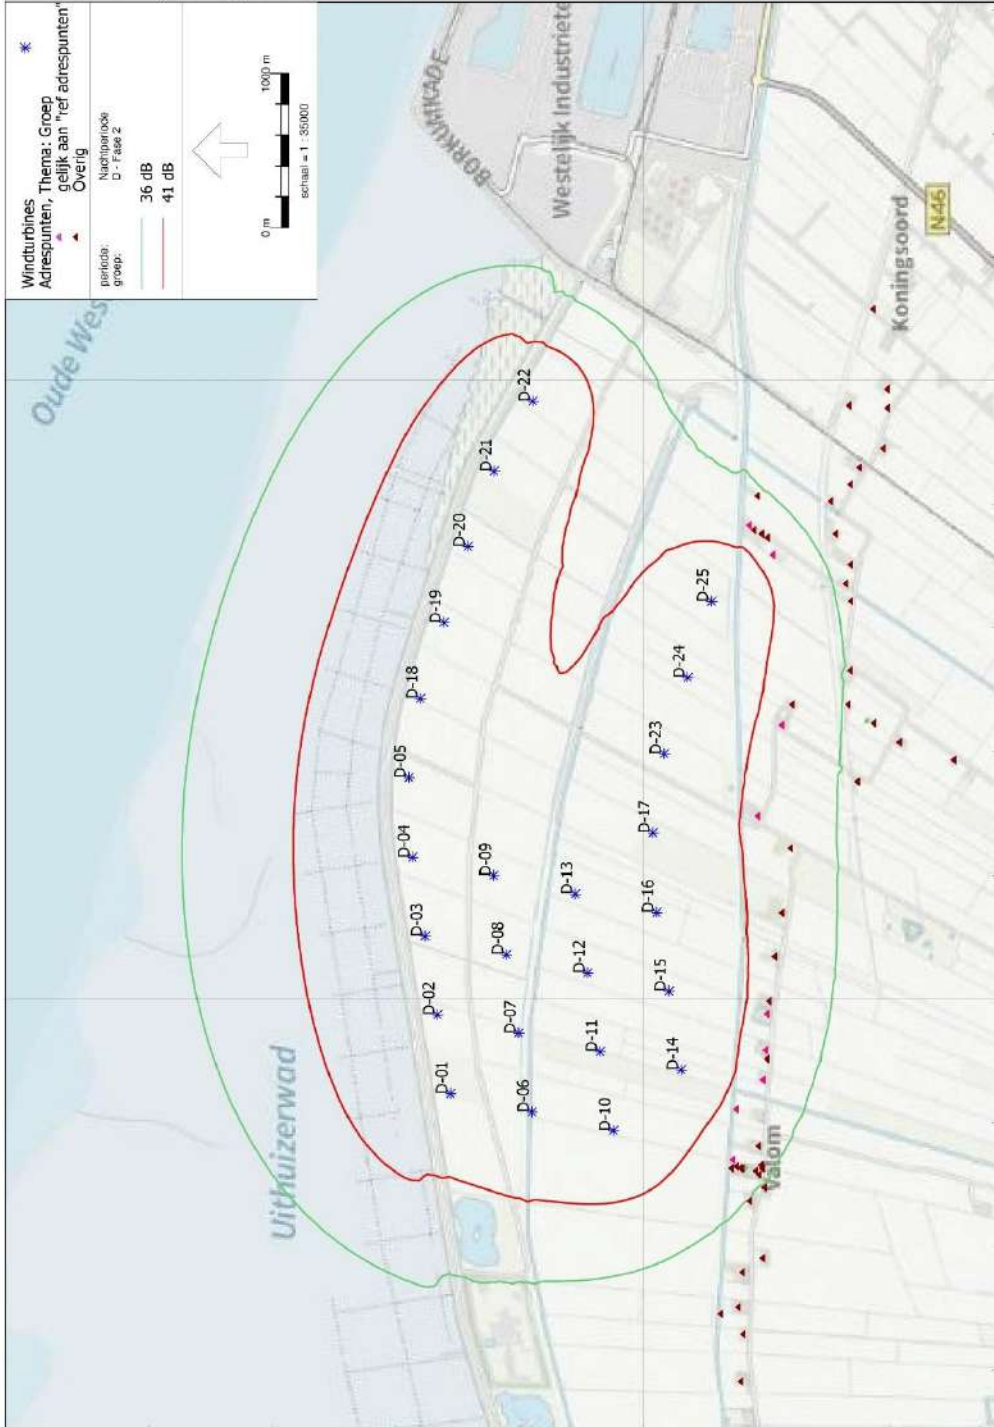 Windturbines
Adrespunten, Thema: Groep
gelijk aan "ref adrespunten"
Overig
periode: Nachtperiode
groep: D - Fase 2
36 dB
41 dB
0 m 1000 m
schaal = 1 : 35000
Oude Wes
Uithuizerwad
BORKUMKADE
Westelijk Industriete
Koningsoord
N46
Valom
D-01
D-02
D-03
D-04
D-05
D-18
D-19
D-20
D-21
D-22
D-06
D-07
D-08
D-09
D-10
D-11
D-12
D-13
D-14
D-15
D-16
D-17
D-23
D-24
D-25